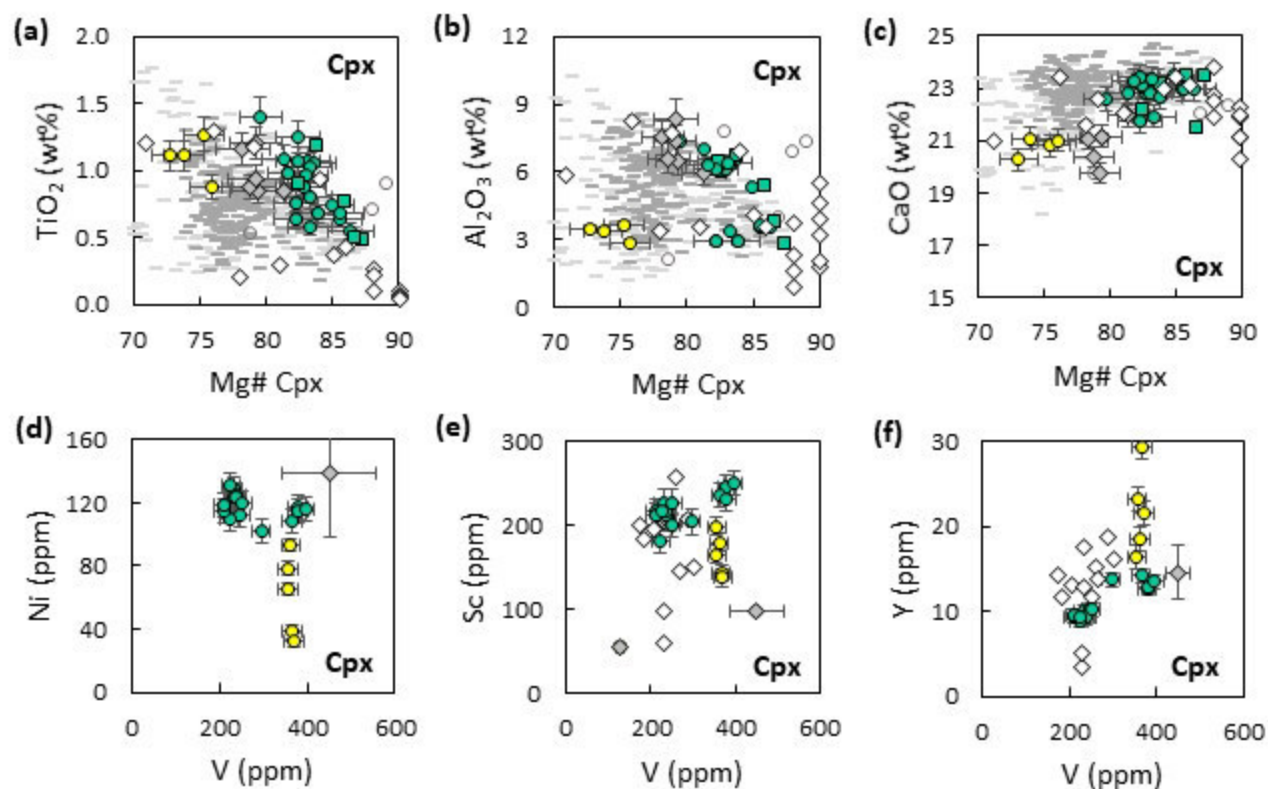 (a)
2.0
1.5
1.0
0.5
0.0
TiO₂ (wt%)
Cpx
70 75 80 85 90
Mg# Cpx
(b)
12
9
6
3
0
Al₂O₃ (wt%)
Cpx
70 75 80 85 90
Mg# Cpx
(c)
25
23
21
19
17
15
CaO (wt%)
Cpx
70 75 80 85 90
Mg# Cpx
(d)
160
120
80
40
0
Ni (ppm)
Cpx
0 200 400 600
V (ppm)
(e)
300
200
100
0
Sc (ppm)
Cpx
0 200 400 600
V (ppm)
(f)
30
20
10
0
Y (ppm)
Cpx
0 200 400 600
V (ppm)